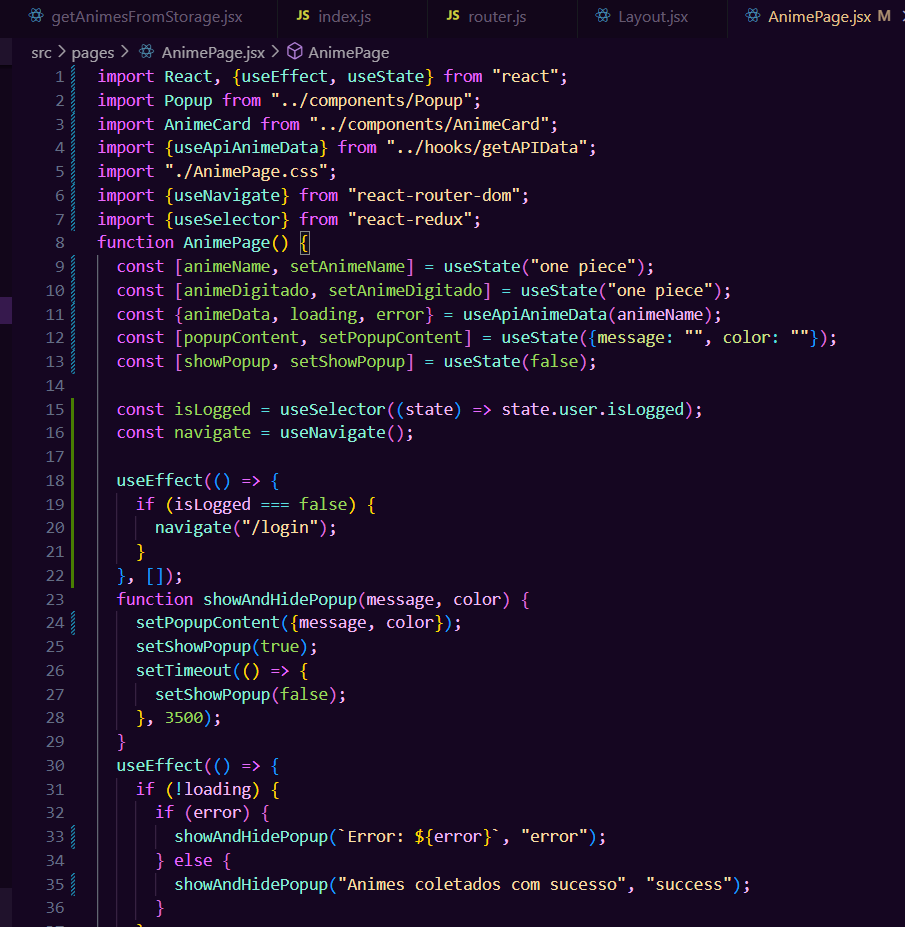 getAnimesFromStorage.jsx JS index.js JS router.js Layout.jsx AnimePage.jsx M
src > pages > AnimePage.jsx > AnimePage
1 import React, {useEffect, useState} from "react";
2 import Popup from "../components/Popup";
3 import AnimeCard from "../components/AnimeCard";
4 import {useApiAnimeData} from "../hooks/getAPIData";
5 import "./AnimePage.css";
6 import {useNavigate} from "react-router-dom";
7 import {useSelector} from "react-redux";
8 function AnimePage() {
9 const [animeName, setAnimeName] = useState("one piece");
10 const [animeDigitado, setAnimeDigitado] = useState("one piece");
11 const {animeData, loading, error} = useApiAnimeData(animeName);
12 const [popupContent, setPopupContent] = useState({message: "", color: ""});
13 const [showPopup, setShowPopup] = useState(false);
14
15 const isLogged = useSelector((state) => state.user.isLogged);
16 const navigate = useNavigate();
17
18 useEffect(() => {
19 if (isLogged === false) {
20 navigate("/login");
21 }
22 }, []);
23 function showAndHidePopup(message, color) {
24 setPopupContent({message, color});
25 setShowPopup(true);
26 setTimeout(() => {
27 setShowPopup(false);
28 }, 3500);
29 }
30 useEffect(() => {
31 if (!loading) {
32 if (error) {
33 showAndHidePopup(`Error: ${error}`, "error");
34 } else {
35 showAndHidePopup("Animes coletados com sucesso", "success");
36 }